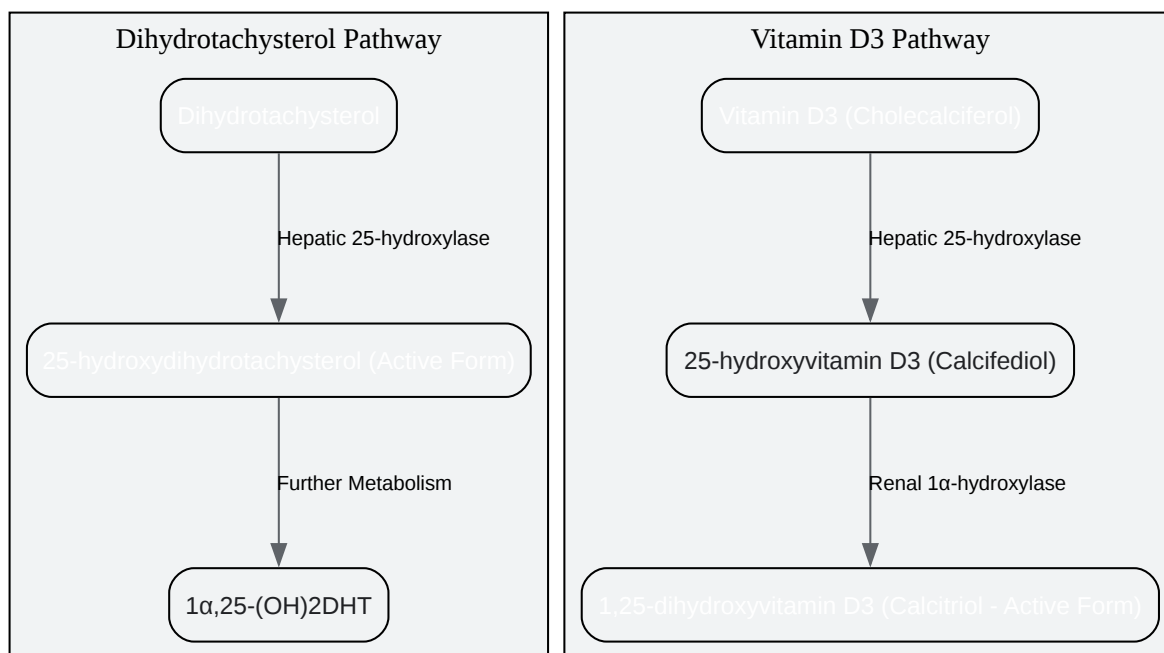 Dihydrotachysterol Pathway
Dihydrotachysterol
Hepatic 25-hydroxylase
25-hydroxydihydrotachysterol (Active Form)
Further Metabolism
1α,25-(OH)2DHT
Vitamin D3 Pathway
Vitamin D3 (Cholecalciferol)
Hepatic 25-hydroxylase
25-hydroxyvitamin D3 (Calcifediol)
Renal 1α-hydroxylase
1,25-dihydroxyvitamin D3 (Calcitriol - Active Form)